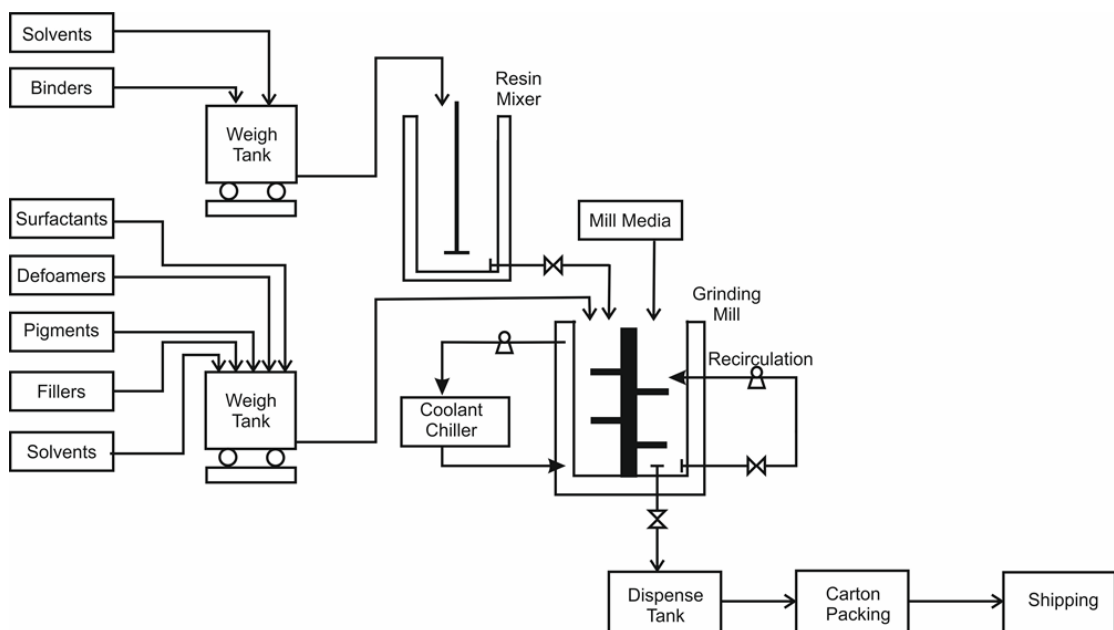 Solvents
Binders
Weigh
Tank
Resin
Mixer
Surfactants
Defoamers
Pigments
Fillers
Solvents
Weigh
Tank
Mill Media
Grinding
Mill
Recirculation
Coolant
Chiller
Dispense
Tank
Carton
Packing
Shipping